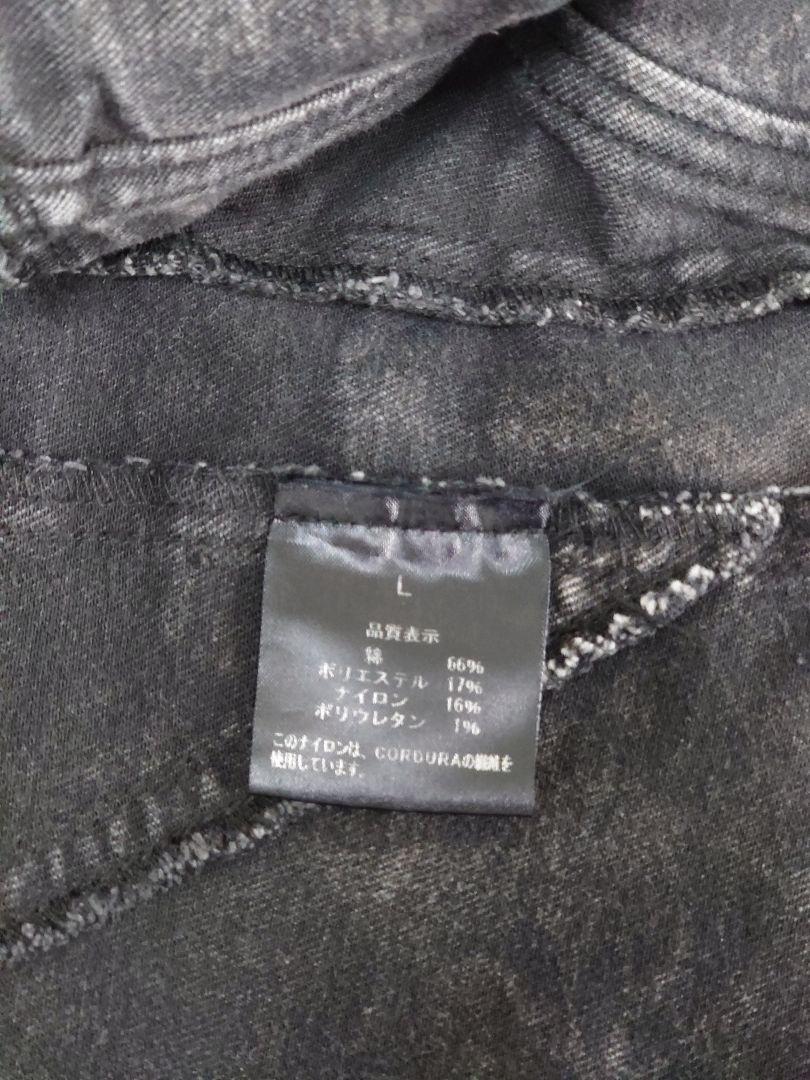 L
品質表示
綿 66%
ポリエステル 17%
ナイロン 16%
ポリウレタン 1%
このナイロンは、CORDURAの繊維を
使用しています。